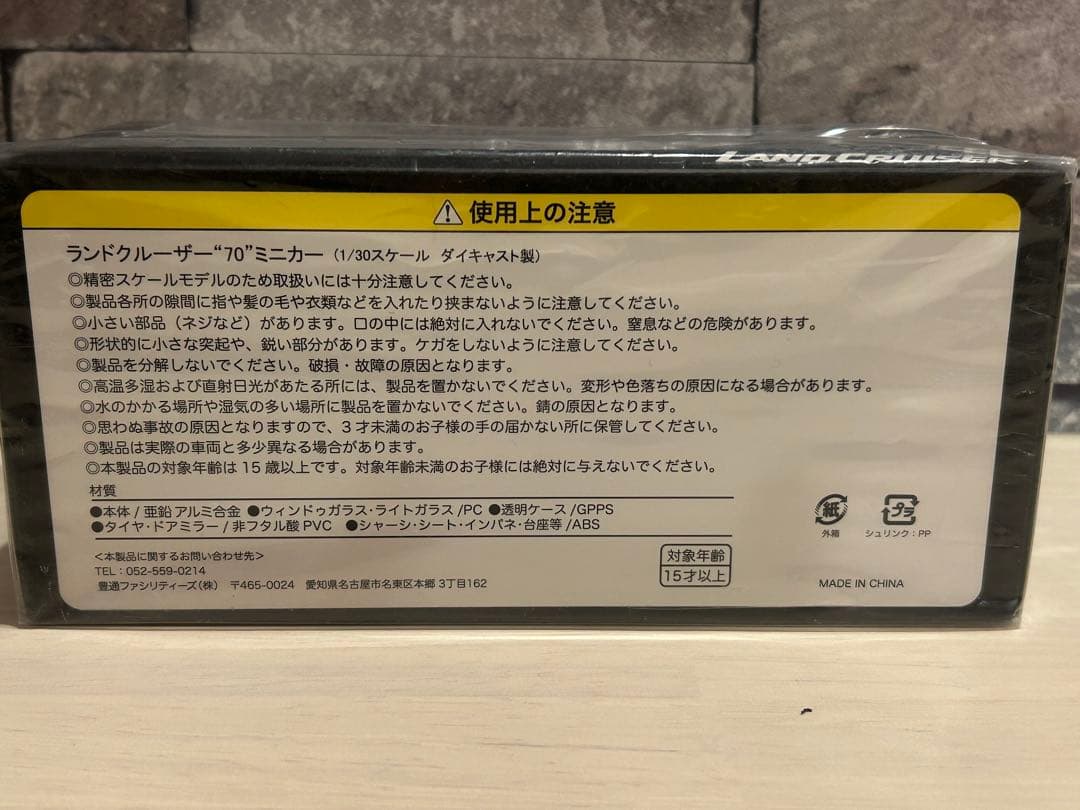 LAND CRUISER
⚠使用上の注意
ランドクルーザー“70”ミニカー（1/30スケール ダイキャスト製）
◎精密スケールモデルのため取扱いには十分注意してください。
◎製品各所の隙間に指や髪の毛や衣類などを入れたり挟まないように注意してください。
◎小さい部品（ネジなど）があります。口の中には絶対に入れないでください。窒息などの危険があります。
◎形状的に小さな突起や、鋭い部分があります。ケガをしないように注意してください。
◎製品を分解しないでください。破損・故障の原因となります。
◎高温多湿および直射日光があたる所には、製品を置かないでください。変形や色落ちの原因になる場合があります。
◎水のかかる場所や湿気の多い場所に製品を置かないでください。錆の原因となります。
◎思わぬ事故の原因となりますので、3才未満のお子様の手の届かない所に保管してください。
◎製品は実際の車両と多少異なる場合があります。
◎本製品の対象年齢は15歳以上です。対象年齢未満のお子様には絶対に与えないでください。
材質
●本体/亜鉛 アルミ合金 ●ウィンドゥガラス・ライトガラス/PC ●透明ケース/GPPS
●タイヤ・ドアミラー/非フタル酸PVC ●シャーシ・シート・インパネ・台座等/ABS
紙 プラ
外箱 シュリンク：PP
＜本製品に関するお問い合わせ先＞
TEL：052-559-0214
豊通ファシリティーズ（株） 〒465-0024 愛知県名古屋市名東区本郷3丁目162
対象年齢
15才以上
MADE IN CHINA